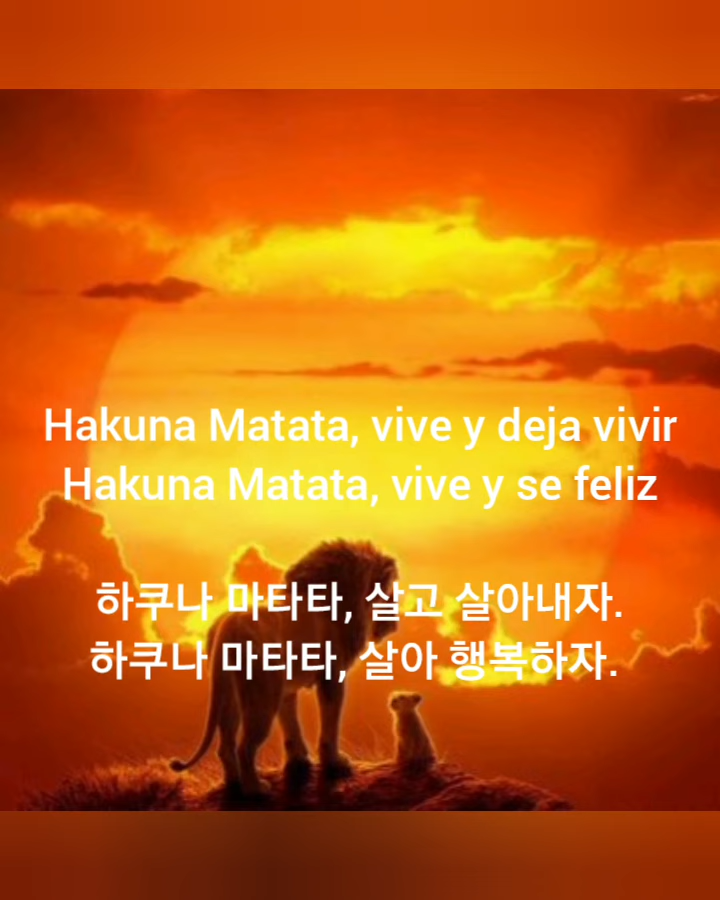 Hakuna Matata, vive y deja vivir
Hakuna Matata, vive y se feliz
하쿠나 마타타, 살고 살아내자.
하쿠나 마타타, 살아 행복하자.